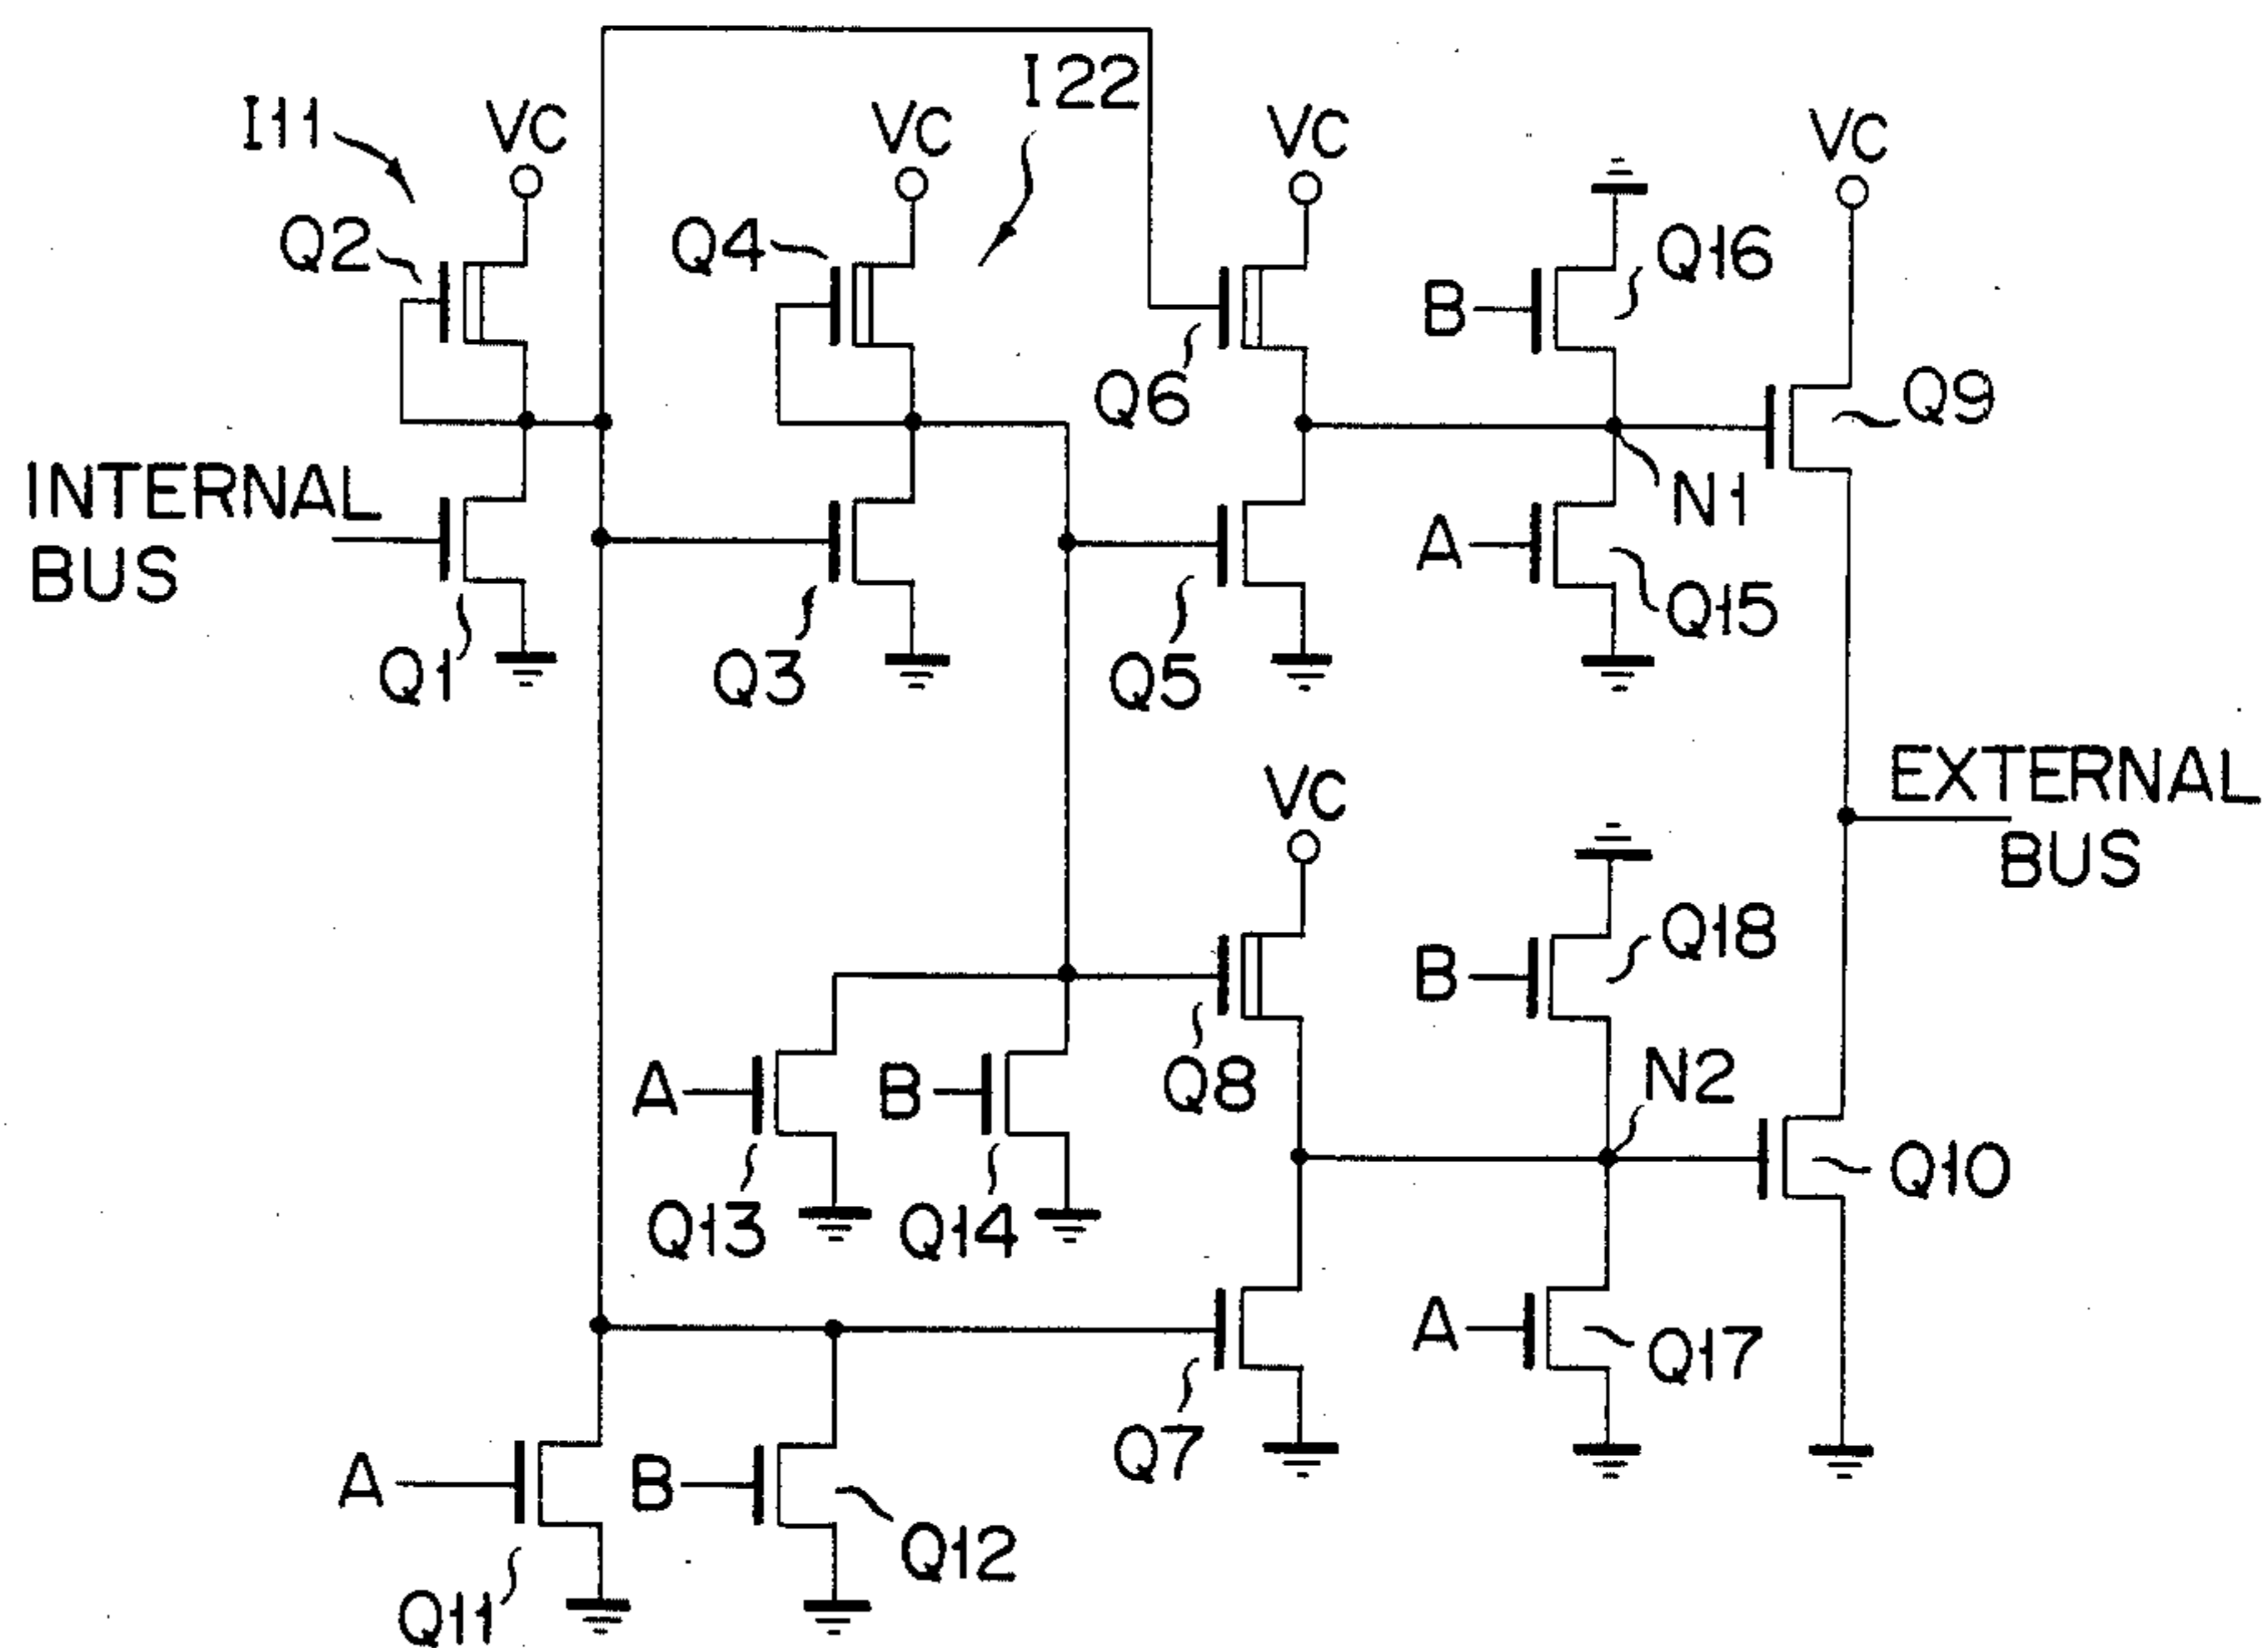 I22
I11
VC
VC
VC
VC
Q2
Q4
Q16
B
Q6
Q9
INTERNAL
BUS
N1
A
Q15
Q1
Q3
Q5
EXTERNAL
BUS
VC
Q18
B
N2
Q8
A
B
Q10
Q13
Q14
A
Q17
Q7
A
B
Q12
Q11